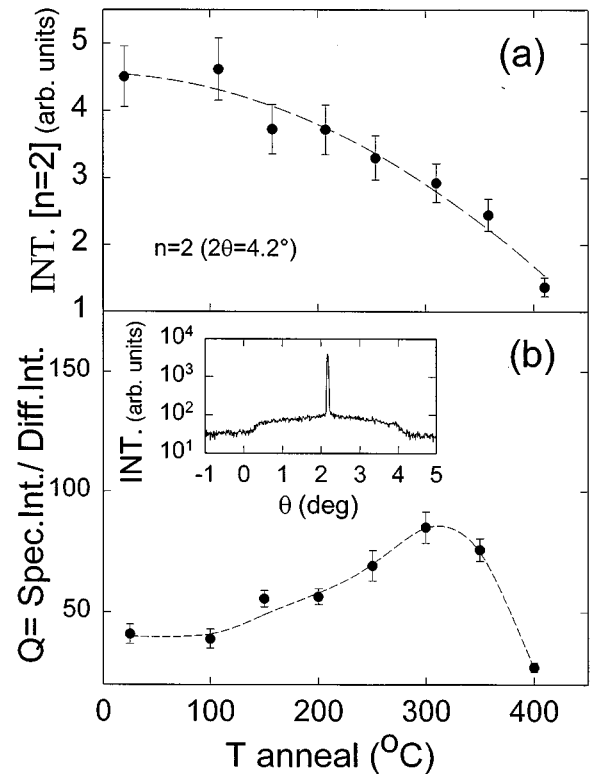 (a)
INT. [n=2] (arb. units)
5
4
3
2
1
n=2 (2θ=4.2°)
(b)
Q= Spec.Int./ Diff.Int.
150
100
50
INT. (arb. units)
10⁴
10³
10²
10¹
-1 0 1 2 3 4 5
θ (deg)
0 100 200 300 400
T anneal (⁰C)